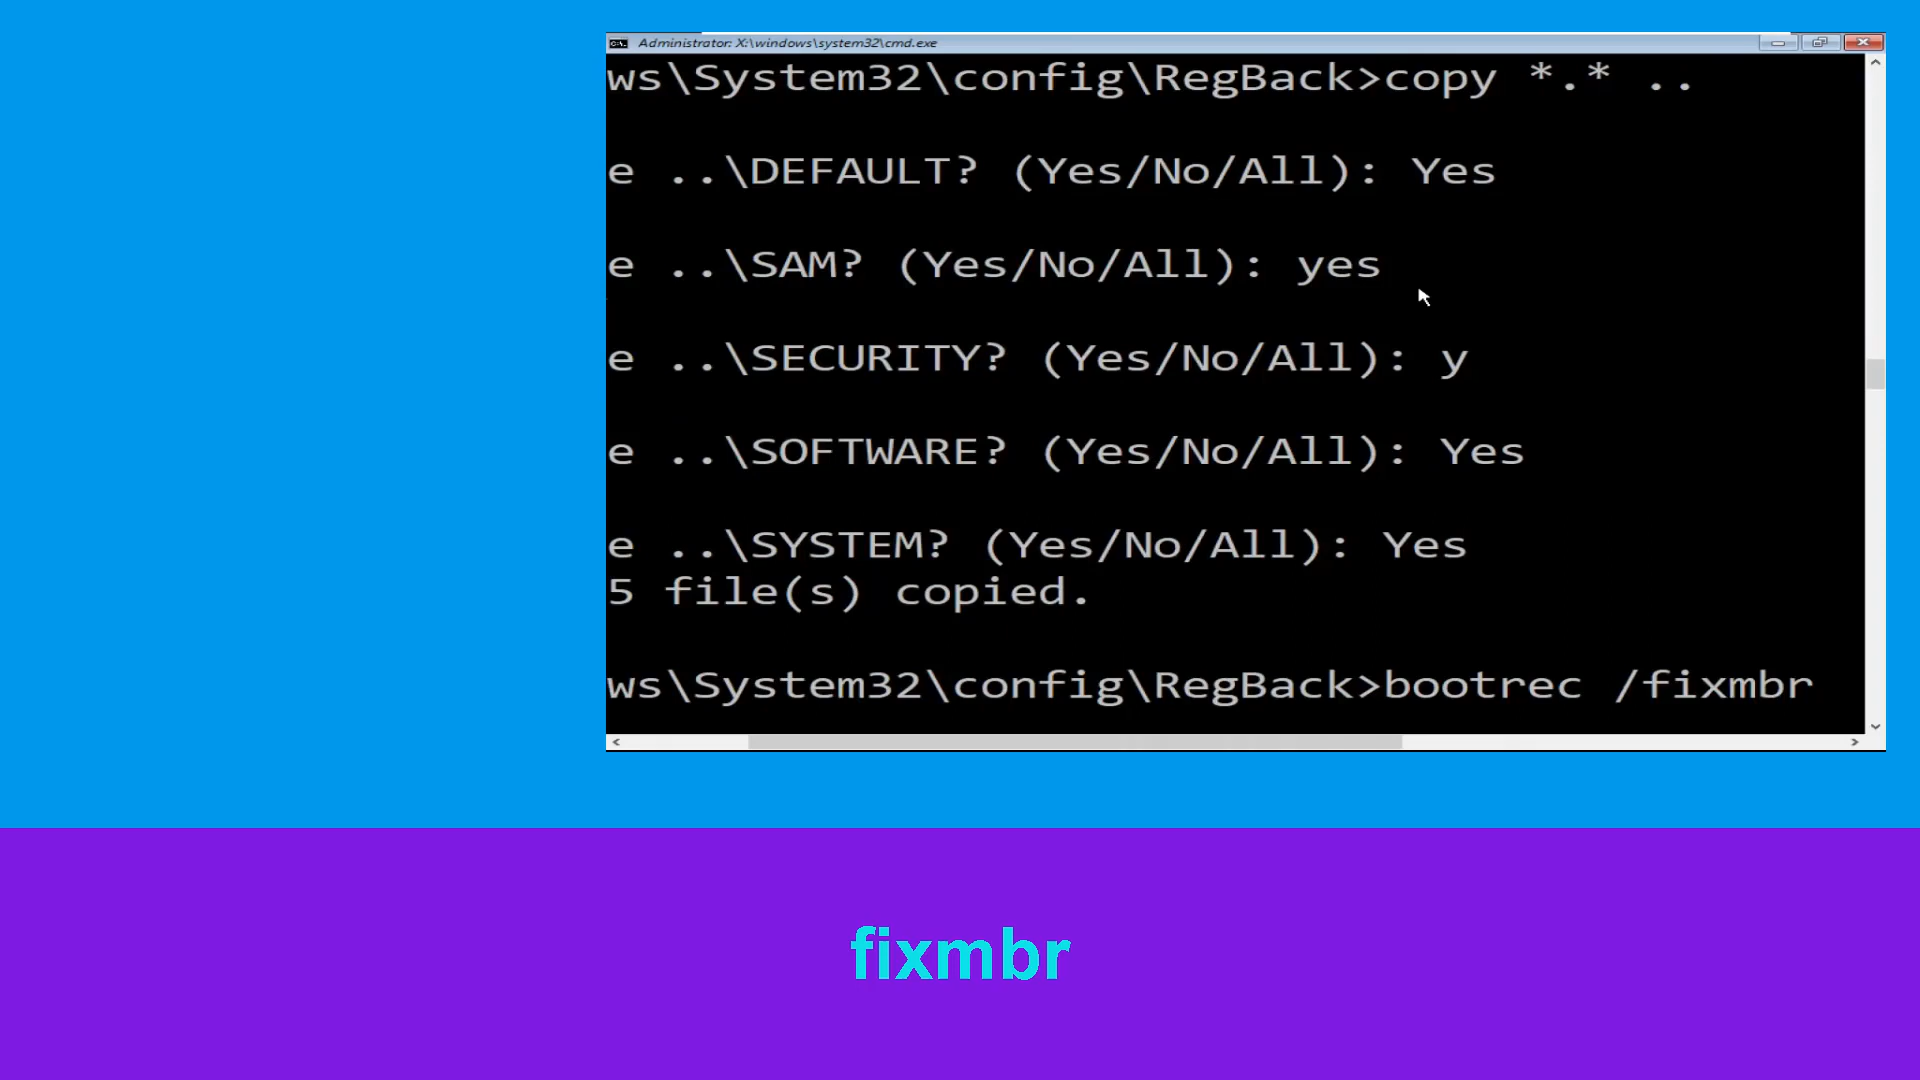 Administrator: X:\windows\system32\cmd.exe
ws\System32\config\RegBack>copy *.* ..
e ..\DEFAULT? (Yes/No/All): Yes
e ..\SAM? (Yes/No/All): yes
e ..\SECURITY? (Yes/No/All): y
e ..\SOFTWARE? (Yes/No/All): Yes
e ..\SYSTEM? (Yes/No/All): Yes
5 file(s) copied.
ws\System32\config\RegBack>bootrec /fixmbr
fixmbr